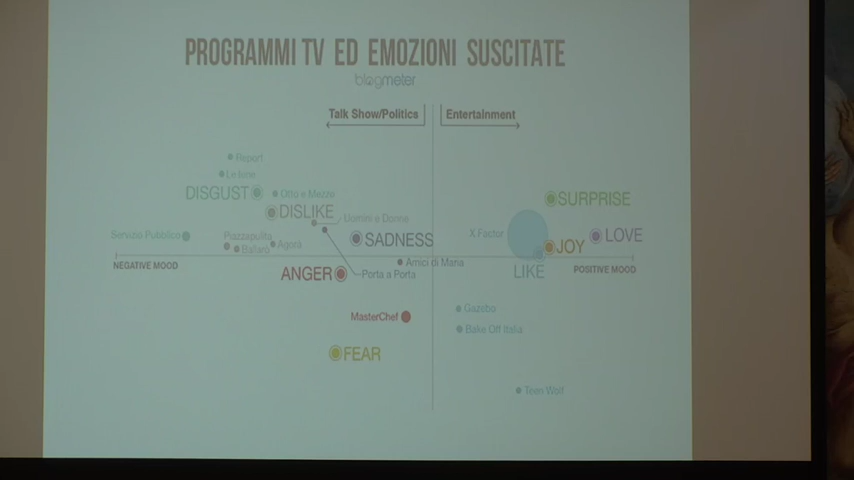 PROGRAMMI TV ED EMOZIONI SUSCITATE
blogmeter
Talk Show/Politics
Entertainment
Report
Le Iene
DISGUST
Otto e Mezzo
SURPRISE
DISLIKE
Uomini e Donne
Servizio Pubblico
Piazzapulita
Ballarò
Agorà
SADNESS
X Factor
JOY
LOVE
NEGATIVE MOOD
ANGER
Porta a Porta
Amici di Maria
LIKE
POSITIVE MOOD
MasterChef
Gazebo
Bake Off Italia
FEAR
Teen Wolf